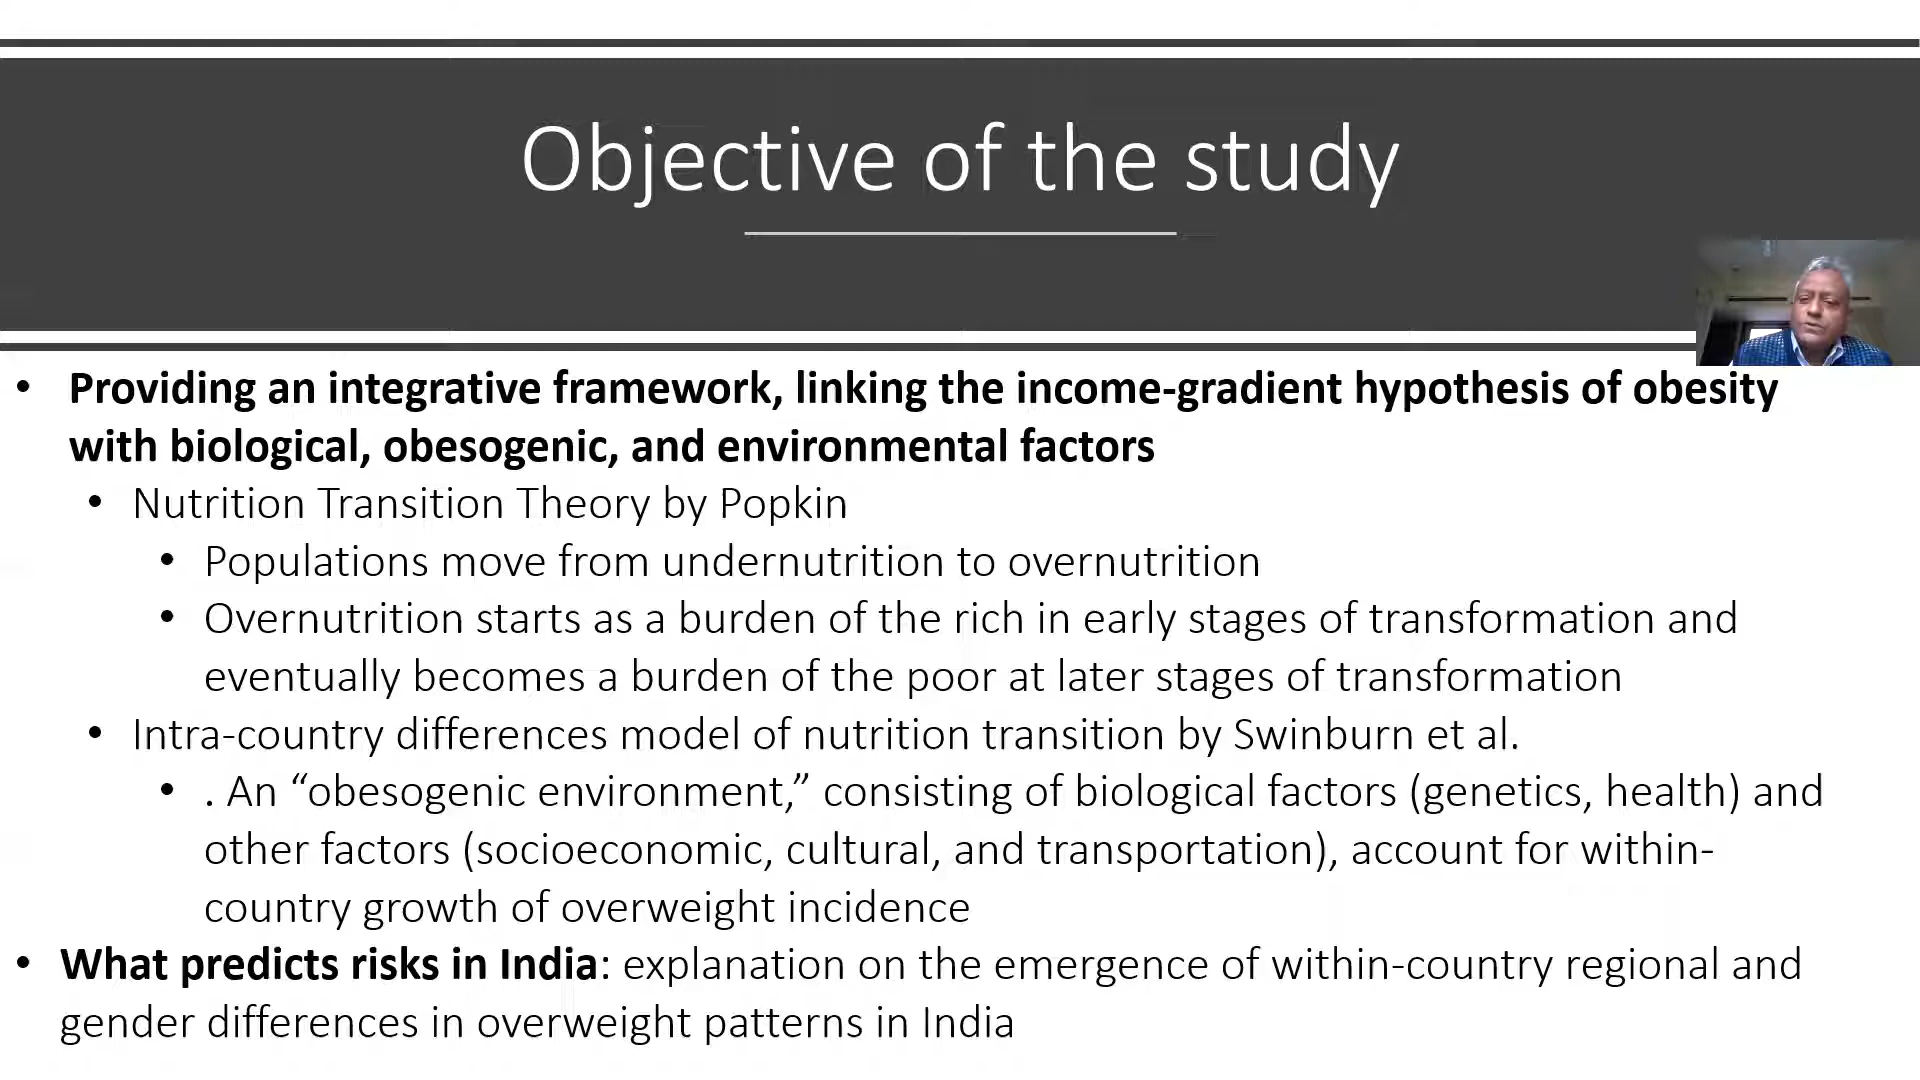 Objective of the study
• Providing an integrative framework, linking the income-gradient hypothesis of obesity
with biological, obesogenic, and environmental factors
• Nutrition Transition Theory by Popkin
• Populations move from undernutrition to overnutrition
• Overnutrition starts as a burden of the rich in early stages of transformation and
eventually becomes a burden of the poor at later stages of transformation
• Intra-country differences model of nutrition transition by Swinburn et al.
• . An “obesogenic environment,” consisting of biological factors (genetics, health) and
other factors (socioeconomic, cultural, and transportation), account for within-
country growth of overweight incidence
• What predicts risks in India: explanation on the emergence of within-country regional and
gender differences in overweight patterns in India